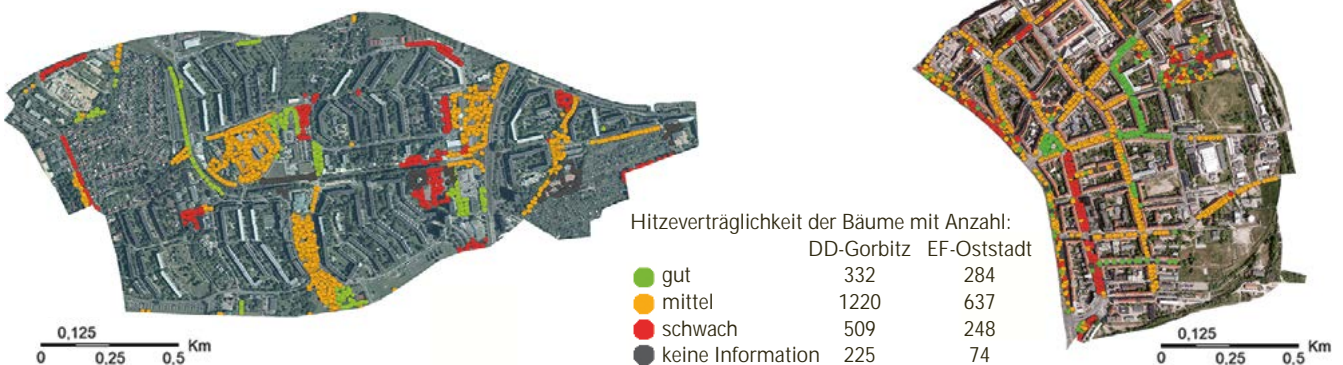 Hitzeverträglichkeit der Bäume mit Anzahl:
DD-Gorbitz EF-Oststadt
gut 332 284
mittel 1220 637
schwach 509 248
keine Information 225 74
0,125
0 0,25 0,5 Km
0,125
0 0,25 0,5 Km